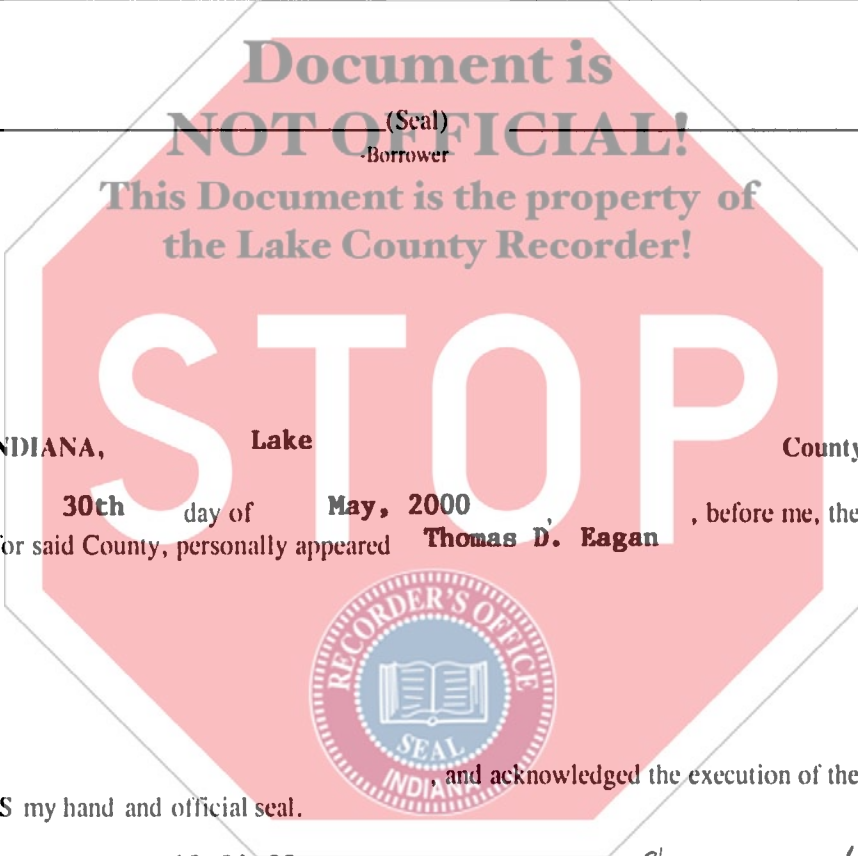 Document is
(Seal)
NOT OFFICIAL!
-Borrower
This Document is the property of
the Lake County Recorder!
STOP
NDIANA, Lake County
30th day of May, 2000 , before me, the
or said County, personally appeared Thomas D. Eagan
RECORDER'S OFFICE
SEAL
INDIANA
, and acknowledged the execution of the
S my hand and official seal.